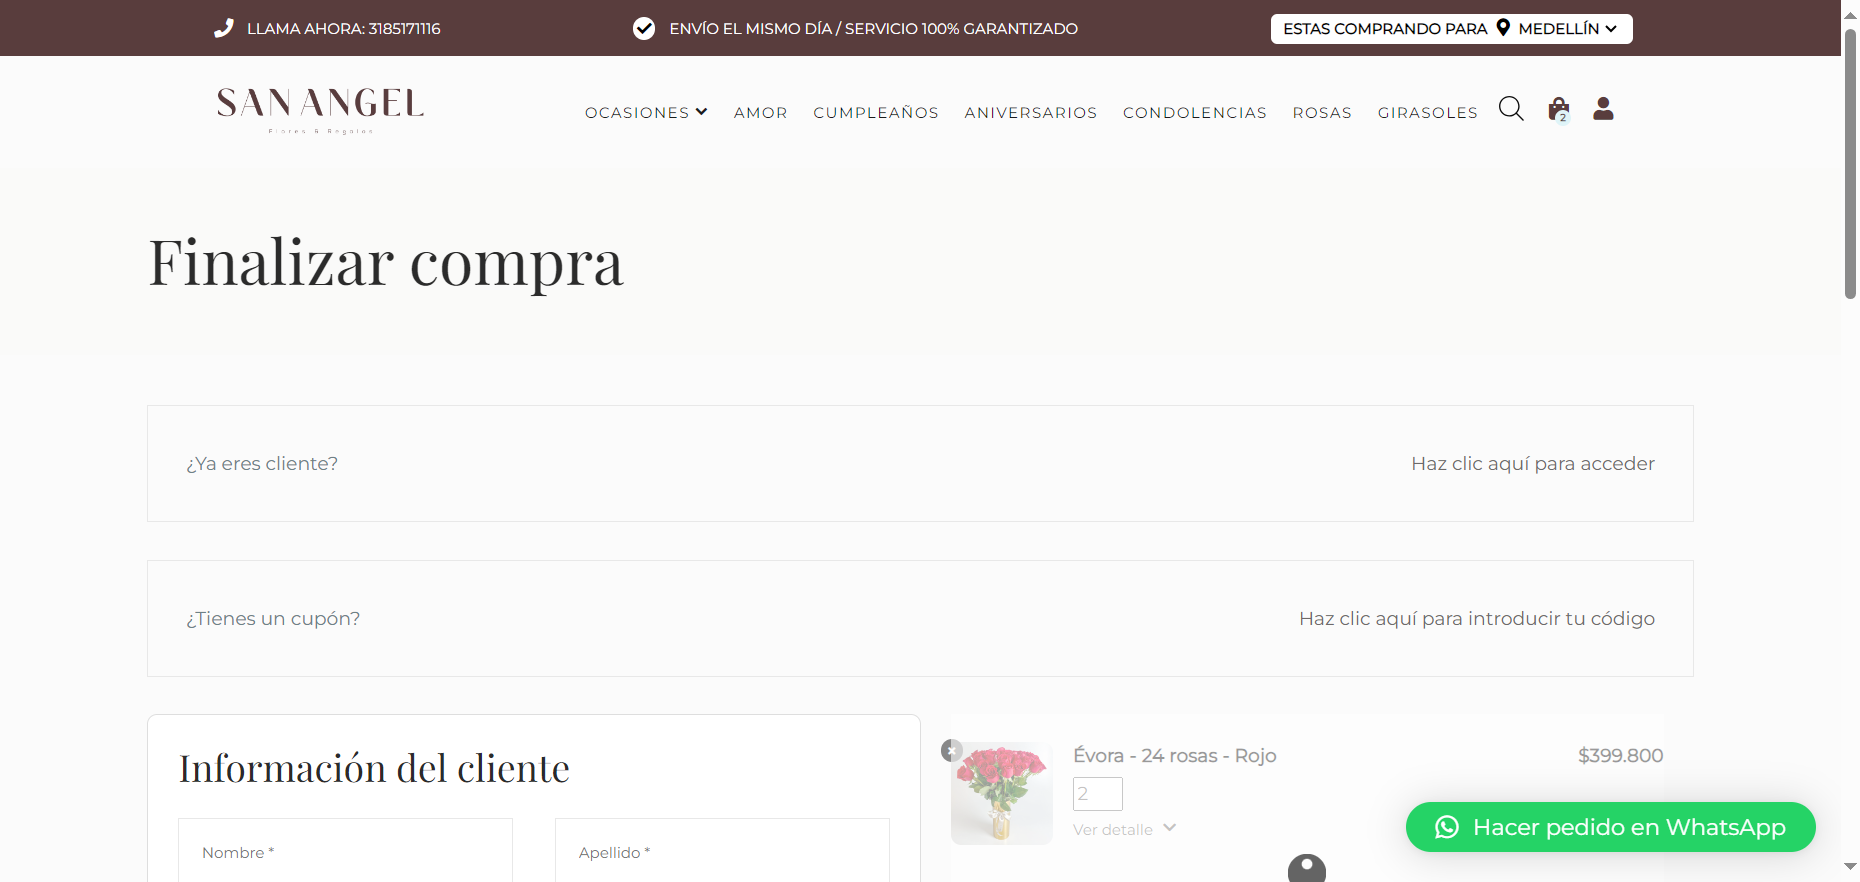 LLAMA AHORA: 3185171116
ENVÍO EL MISMO DÍA / SERVICIO 100% GARANTIZADO
ESTAS COMPRANDO PARA MEDELLÍN
SAN ANGEL
Flores & Regalos
OCASIONES AMOR CUMPLEAÑOS ANIVERSARIOS CONDOLENCIAS ROSAS GIRASOLES
2
Finalizar compra
¿Ya eres cliente?
Haz clic aquí para acceder
¿Tienes un cupón?
Haz clic aquí para introducir tu código
Información del cliente
Nombre *
Apellido *
Évora - 24 rosas - Rojo
$399.800
2
Ver detalle
Hacer pedido en WhatsApp